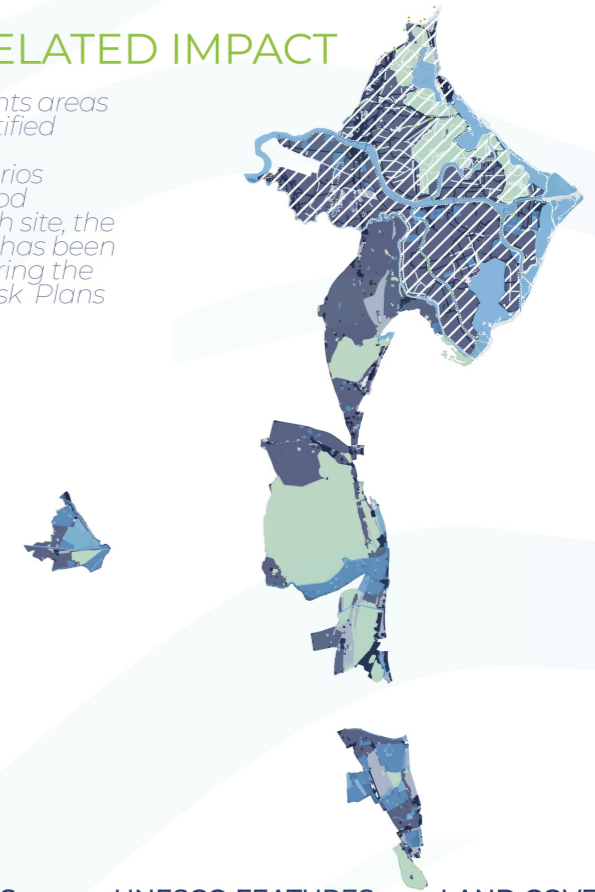 ELATED IMPACT
nts areas
tified
rios
od
h site, the
has been
ring the
sk Plans
UNESCO FEATURES
LAND COVE